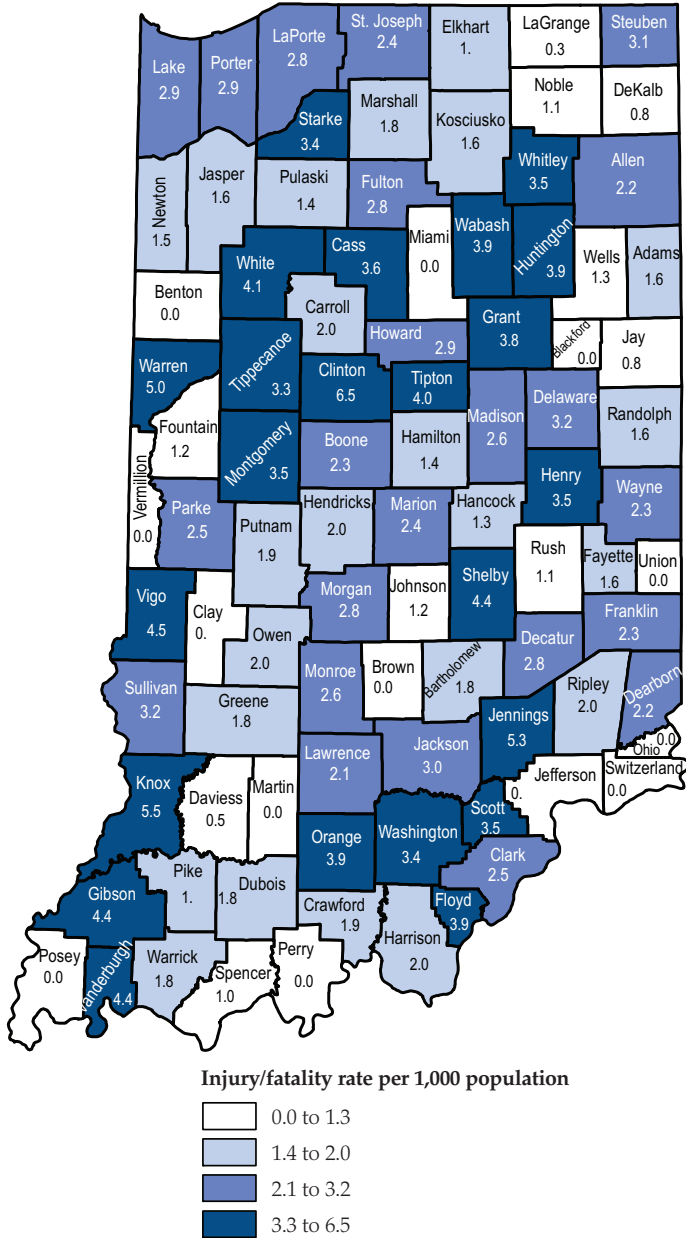 St. Joseph
2.4
Elkhart
1.
LaGrange
0.3
Steuben
3.1
LaPorte
2.8
Porter
2.9
Lake
2.9
Noble
1.1
DeKalb
0.8
Marshall
1.8
Kosciusko
1.6
Starke
3.4
Whitley
3.5
Allen
2.2
Newton
1.5
Jasper
1.6
Pulaski
1.4
Fulton
2.8
Miami
0.0
Wabash
3.9
Huntington
3.9
Wells
1.3
Adams
1.6
White
4.1
Cass
3.6
Benton
0.0
Carroll
2.0
Howard
2.9
Grant
3.8
Blackford
0.0
Jay
0.8
Warren
5.0
Tippecanoe
3.3
Clinton
6.5
Tipton
4.0
Madison
2.6
Delaware
3.2
Randolph
1.6
Fountain
1.2
Montgomery
3.5
Boone
2.3
Hamilton
1.4
Henry
3.5
Wayne
2.3
Vermillion
0.0
Parke
2.5
Putnam
1.9
Hendricks
2.0
Marion
2.4
Hancock
1.3
Rush
1.1
Fayette
1.6
Union
0.0
Vigo
4.5
Clay
0.
Morgan
2.8
Johnson
1.2
Shelby
4.4
Franklin
2.3
Owen
2.0
Decatur
2.8
Sullivan
3.2
Greene
1.8
Monroe
2.6
Brown
0.0
Bartholomew
1.8
Ripley
2.0
Dearborn
2.2
Jennings
5.3
0.0
Ohio
Lawrence
2.1
Jackson
3.0
Jefferson
0.
Switzerland
0.0
Knox
5.5
Daviess
0.5
Martin
0.0
Orange
3.9
Washington
3.4
Scott
3.5
Clark
2.5
Gibson
4.4
Pike
1.
Dubois
1.8
Crawford
1.9
Floyd
3.9
Harrison
2.0
Posey
0.0
Vanderburgh
4.4
Warrick
1.8
Spencer
1.0
Perry
0.0
Injury/fatality rate per 1,000 population
0.0 to 1.3
1.4 to 2.0
2.1 to 3.2
3.3 to 6.5